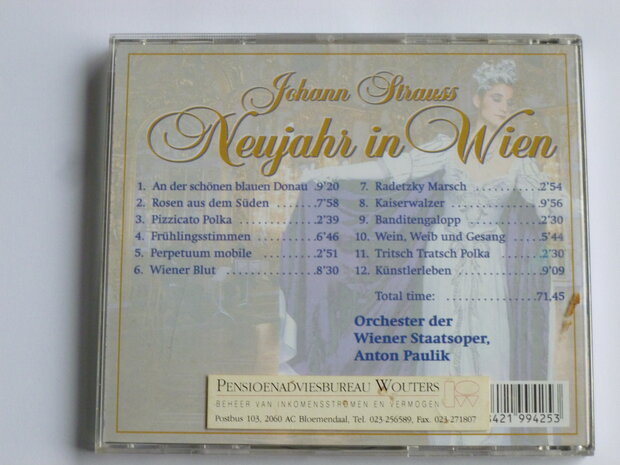 Johann Strauss
Neujahr in Wien
1. An der schönen blauen Donau .9'20
2. Rosen aus dem Süden ........7'58
3. Pizzicato Polka ..............2'39
4. Frühlingsstimmen ..........6'46
5. Perpetuum mobile ..........2'51
6. Wiener Blut .................8'30
7. Radetzky Marsch ............2'54
8. Kaiserwalzer .................9'56
9. Banditengalopp ..............2'30
10. Wein, Weib und Gesang .....5'44
11. Tritsch Tratsch Polka ........2'30
12. Künstlerleben ................9'09
Total time: ..................71.45
Orchester der
Wiener Staatsoper,
Anton Paulik
PENSIOENADVIESBUREAU WOUTERS
BEHEER VAN INKOMENSSTROMEN EN VERMOGEN
Postbus 103, 2060 AC Bloemendaal, Tel. 023-256589, Fax. 023-271807
421 994253